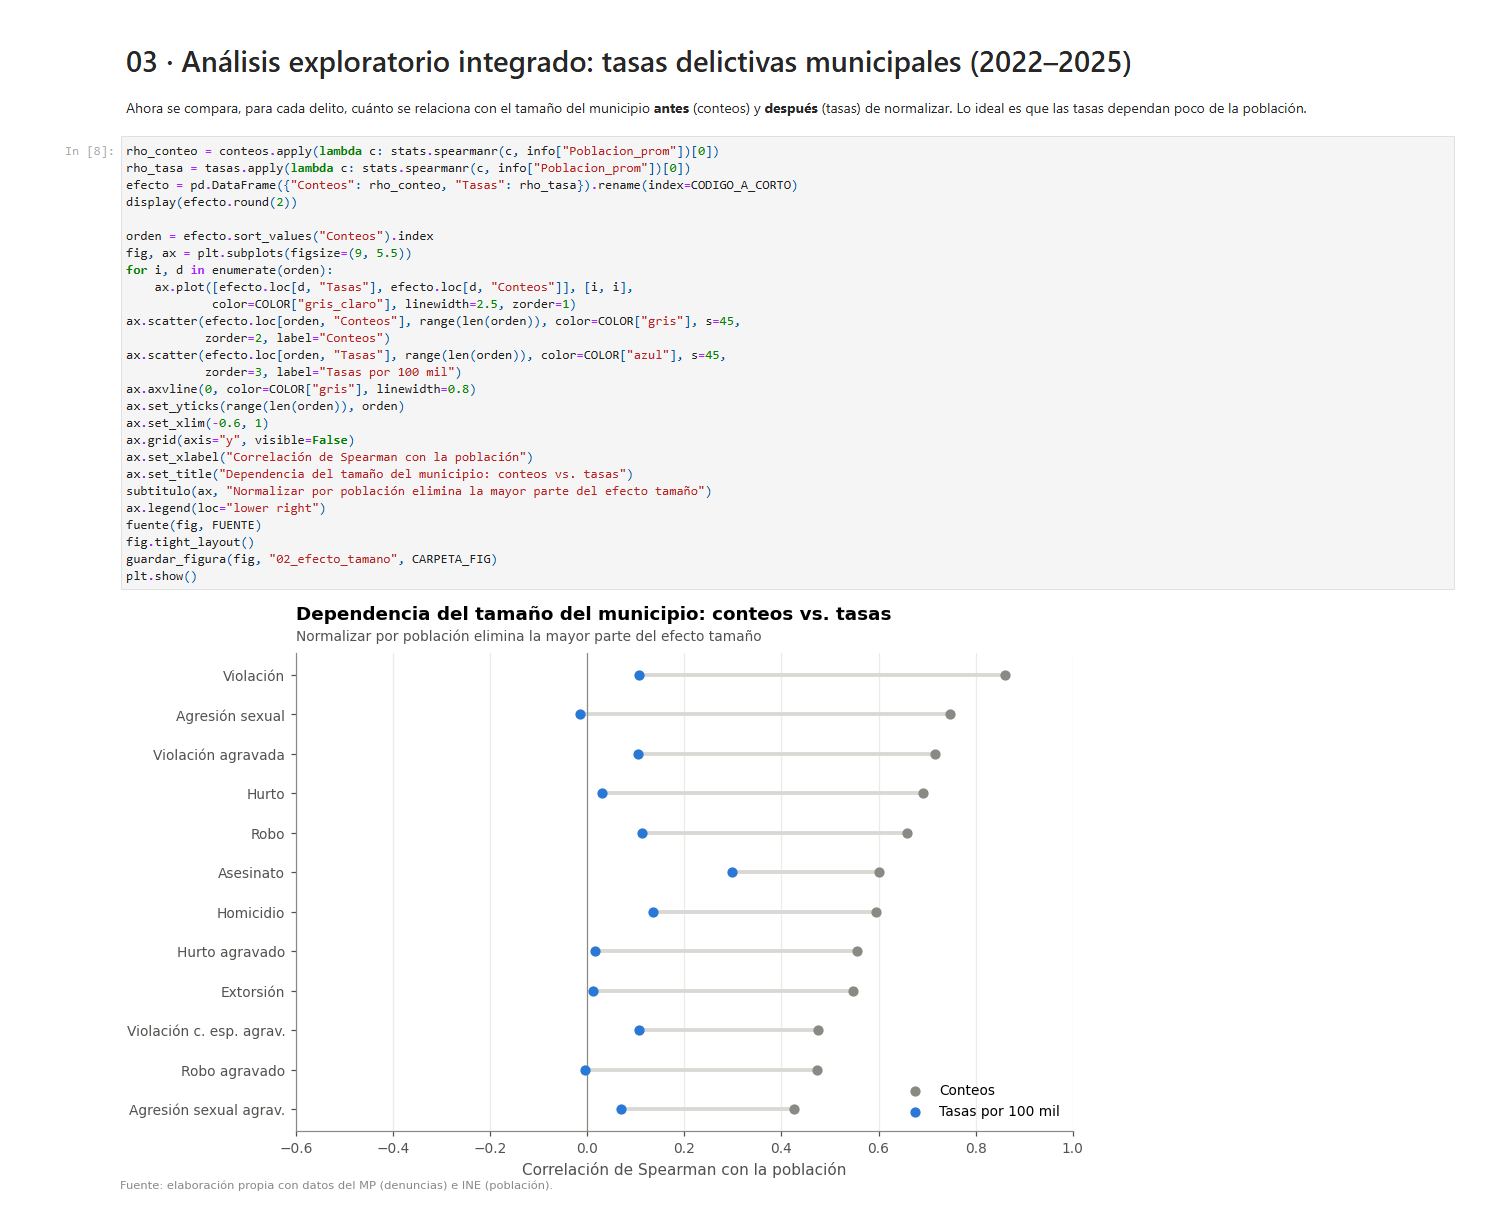 03 · Análisis exploratorio integrado: tasas delictivas municipales (2022–2025)
Ahora se compara, para cada delito, cuánto se relaciona con el tamaño del municipio antes (conteos) y después (tasas) de normalizar. Lo ideal es que las tasas dependan poco de la población.
In [8]:
rho_conteo = conteos.apply(lambda c: stats.spearmanr(c, info["Poblacion_prom"])[0])
rho_tasa = tasas.apply(lambda c: stats.spearmanr(c, info["Poblacion_prom"])[0])
efecto = pd.DataFrame({"Conteos": rho_conteo, "Tasas": rho_tasa}).rename(index=CODIGO_A_CORTO)
display(efecto.round(2))
orden = efecto.sort_values("Conteos").index
fig, ax = plt.subplots(figsize=(9, 5.5))
for i, d in enumerate(orden):
    ax.plot([efecto.loc[d, "Tasas"], efecto.loc[d, "Conteos"]], [i, i],
            color=COLOR["gris_claro"], linewidth=2.5, zorder=1)
ax.scatter(efecto.loc[orden, "Conteos"], range(len(orden)), color=COLOR["gris"], s=45,
           zorder=2, label="Conteos")
ax.scatter(efecto.loc[orden, "Tasas"], range(len(orden)), color=COLOR["azul"], s=45,
           zorder=3, label="Tasas por 100 mil")
ax.axvline(0, color=COLOR["gris"], linewidth=0.8)
ax.set_yticks(range(len(orden)), orden)
ax.set_xlim(-0.6, 1)
ax.grid(axis="y", visible=False)
ax.set_xlabel("Correlación de Spearman con la población")
ax.set_title("Dependencia del tamaño del municipio: conteos vs. tasas")
subtitulo(ax, "Normalizar por población elimina la mayor parte del efecto tamaño")
ax.legend(loc="lower right")
fuente(fig, FUENTE)
fig.tight_layout()
guardar_figura(fig, "02_efecto_tamano", CARPETA_FIG)
plt.show()
Dependencia del tamaño del municipio: conteos vs. tasas
Normalizar por población elimina la mayor parte del efecto tamaño
Violación
Agresión sexual
Violación agravada
Hurto
Robo
Asesinato
Homicidio
Hurto agravado
Extorsión
Violación c. esp. agrav.
Robo agravado
Agresión sexual agrav.
Conteos
Tasas por 100 mil
−0.6 −0.4 −0.2 0.0 0.2 0.4 0.6 0.8 1.0
Correlación de Spearman con la población
Fuente: elaboración propia con datos del MP (denuncias) e INE (población).